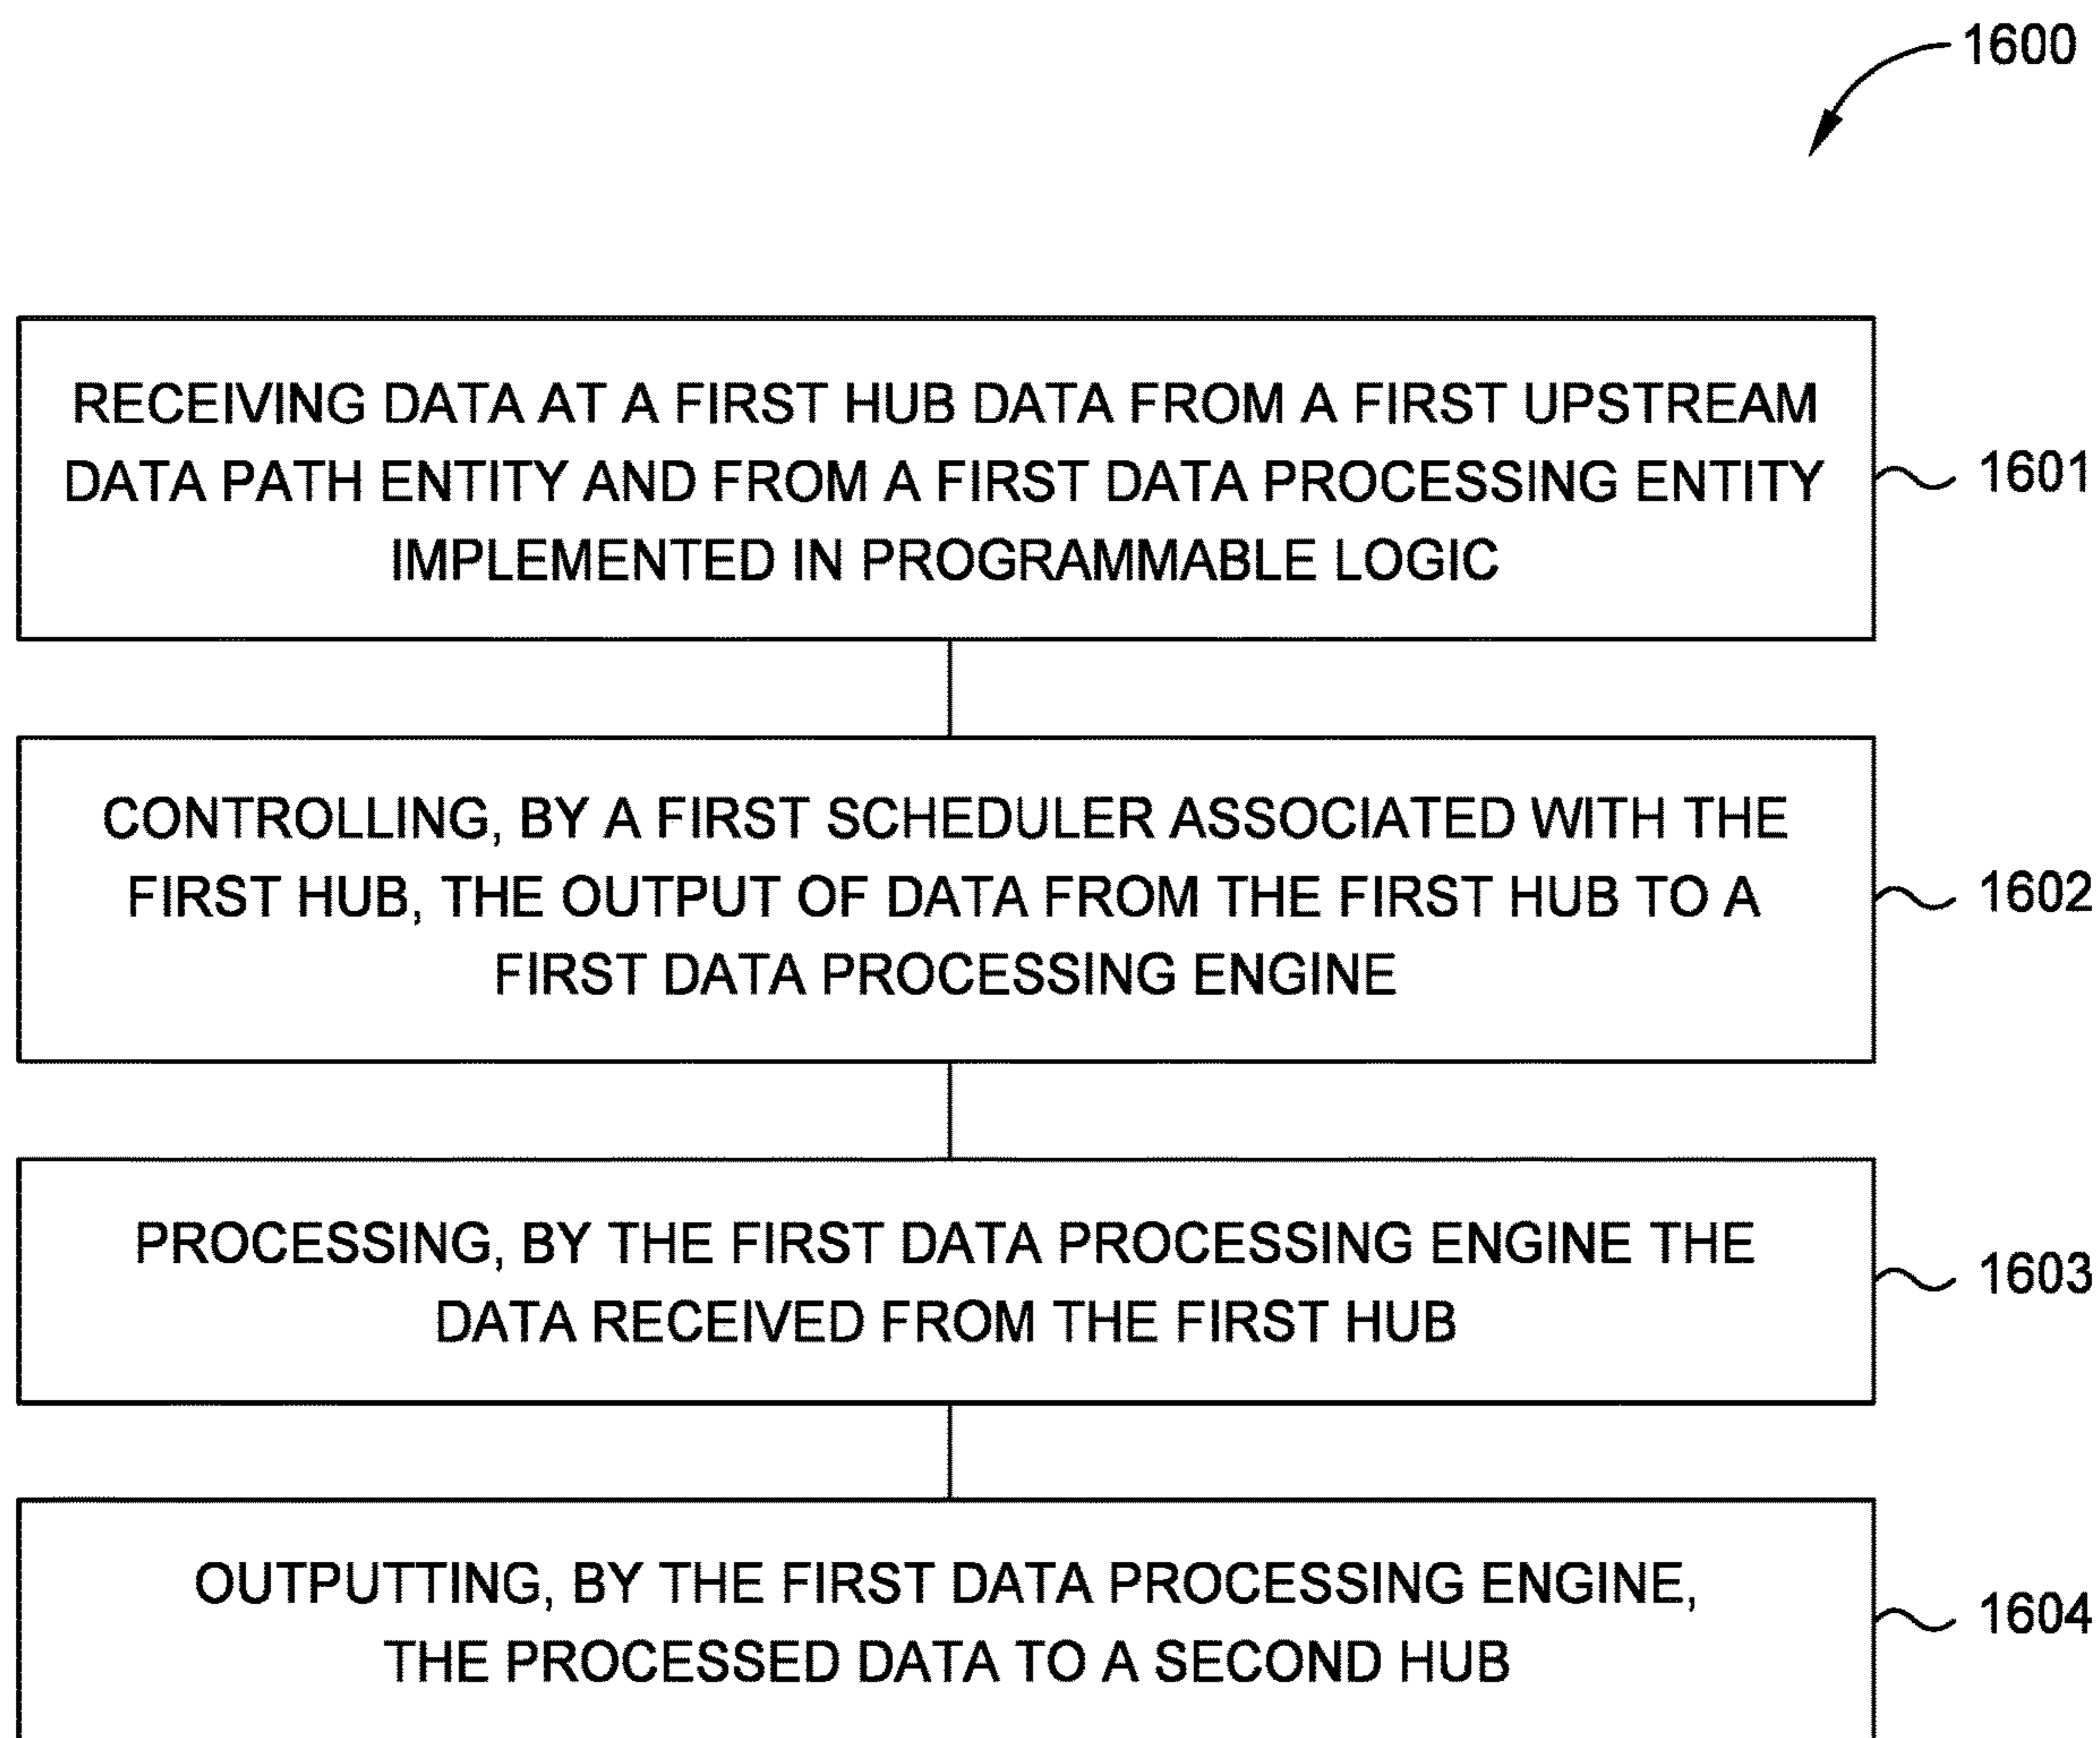 1600
RECEIVING DATA AT A FIRST HUB DATA FROM A FIRST UPSTREAM
DATA PATH ENTITY AND FROM A FIRST DATA PROCESSING ENTITY
IMPLEMENTED IN PROGRAMMABLE LOGIC
1601
CONTROLLING, BY A FIRST SCHEDULER ASSOCIATED WITH THE
FIRST HUB, THE OUTPUT OF DATA FROM THE FIRST HUB TO A
FIRST DATA PROCESSING ENGINE
1602
PROCESSING, BY THE FIRST DATA PROCESSING ENGINE THE
DATA RECEIVED FROM THE FIRST HUB
1603
OUTPUTTING, BY THE FIRST DATA PROCESSING ENGINE,
THE PROCESSED DATA TO A SECOND HUB
1604